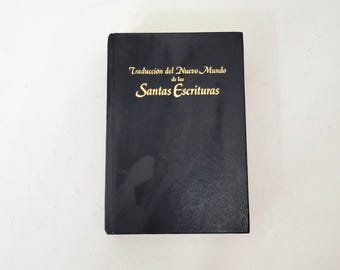 Traducción del Nuevo Mundo
de las
Santas Escrituras